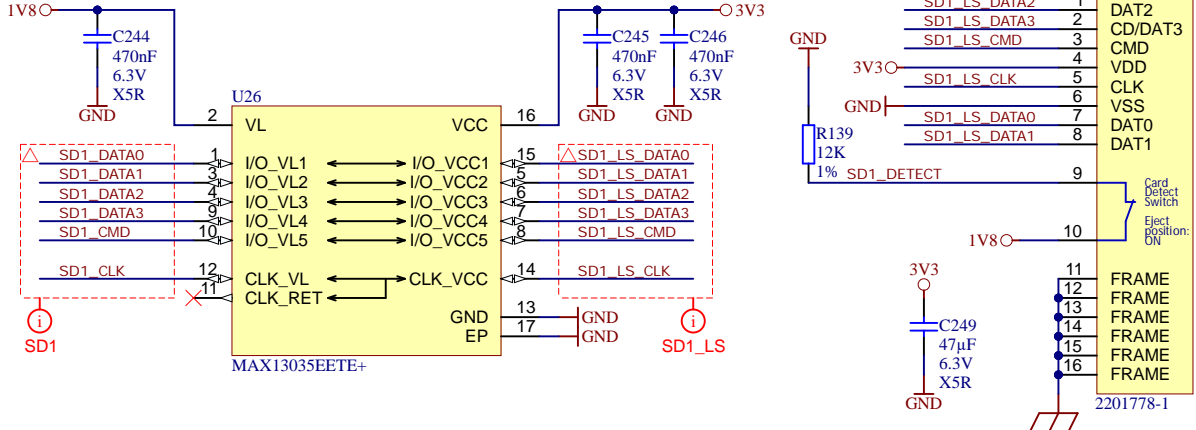 1V8
C244
470nF
6.3V
X5R
GND
3V3
C245
470nF
6.3V
X5R
GND
C246
470nF
6.3V
X5R
GND
U26
2 VL
VCC 16
SD1_DATA0 1 I/O_VL1 I/O_VCC1 15 SD1_LS_DATA0
SD1_DATA1 3 I/O_VL2 I/O_VCC2 5 SD1_LS_DATA1
SD1_DATA2 4 I/O_VL3 I/O_VCC3 6 SD1_LS_DATA2
SD1_DATA3 9 I/O_VL4 I/O_VCC4 7 SD1_LS_DATA3
SD1_CMD 10 I/O_VL5 I/O_VCC5 8 SD1_LS_CMD
SD1_CLK 12 CLK_VL CLK_VCC 14 SD1_LS_CLK
11 CLK_RET
GND 13 GND
EP 17 GND
i
SD1
i
SD1_LS
MAX13035EETE+
SD1_LS_DATA2 1 DAT2
SD1_LS_DATA3 2 CD/DAT3
SD1_LS_CMD 3 CMD
3V3 4 VDD
SD1_LS_CLK 5 CLK
GND 6 VSS
SD1_LS_DATA0 7 DAT0
SD1_LS_DATA1 8 DAT1
GND
R139
12K
1%
SD1_DETECT 9
Card
Detect
Switch
Eject
position:
ON
1V8 10
11 FRAME
12 FRAME
13 FRAME
14 FRAME
15 FRAME
16 FRAME
3V3
C249
47µF
6.3V
X5R
GND
2201778-1